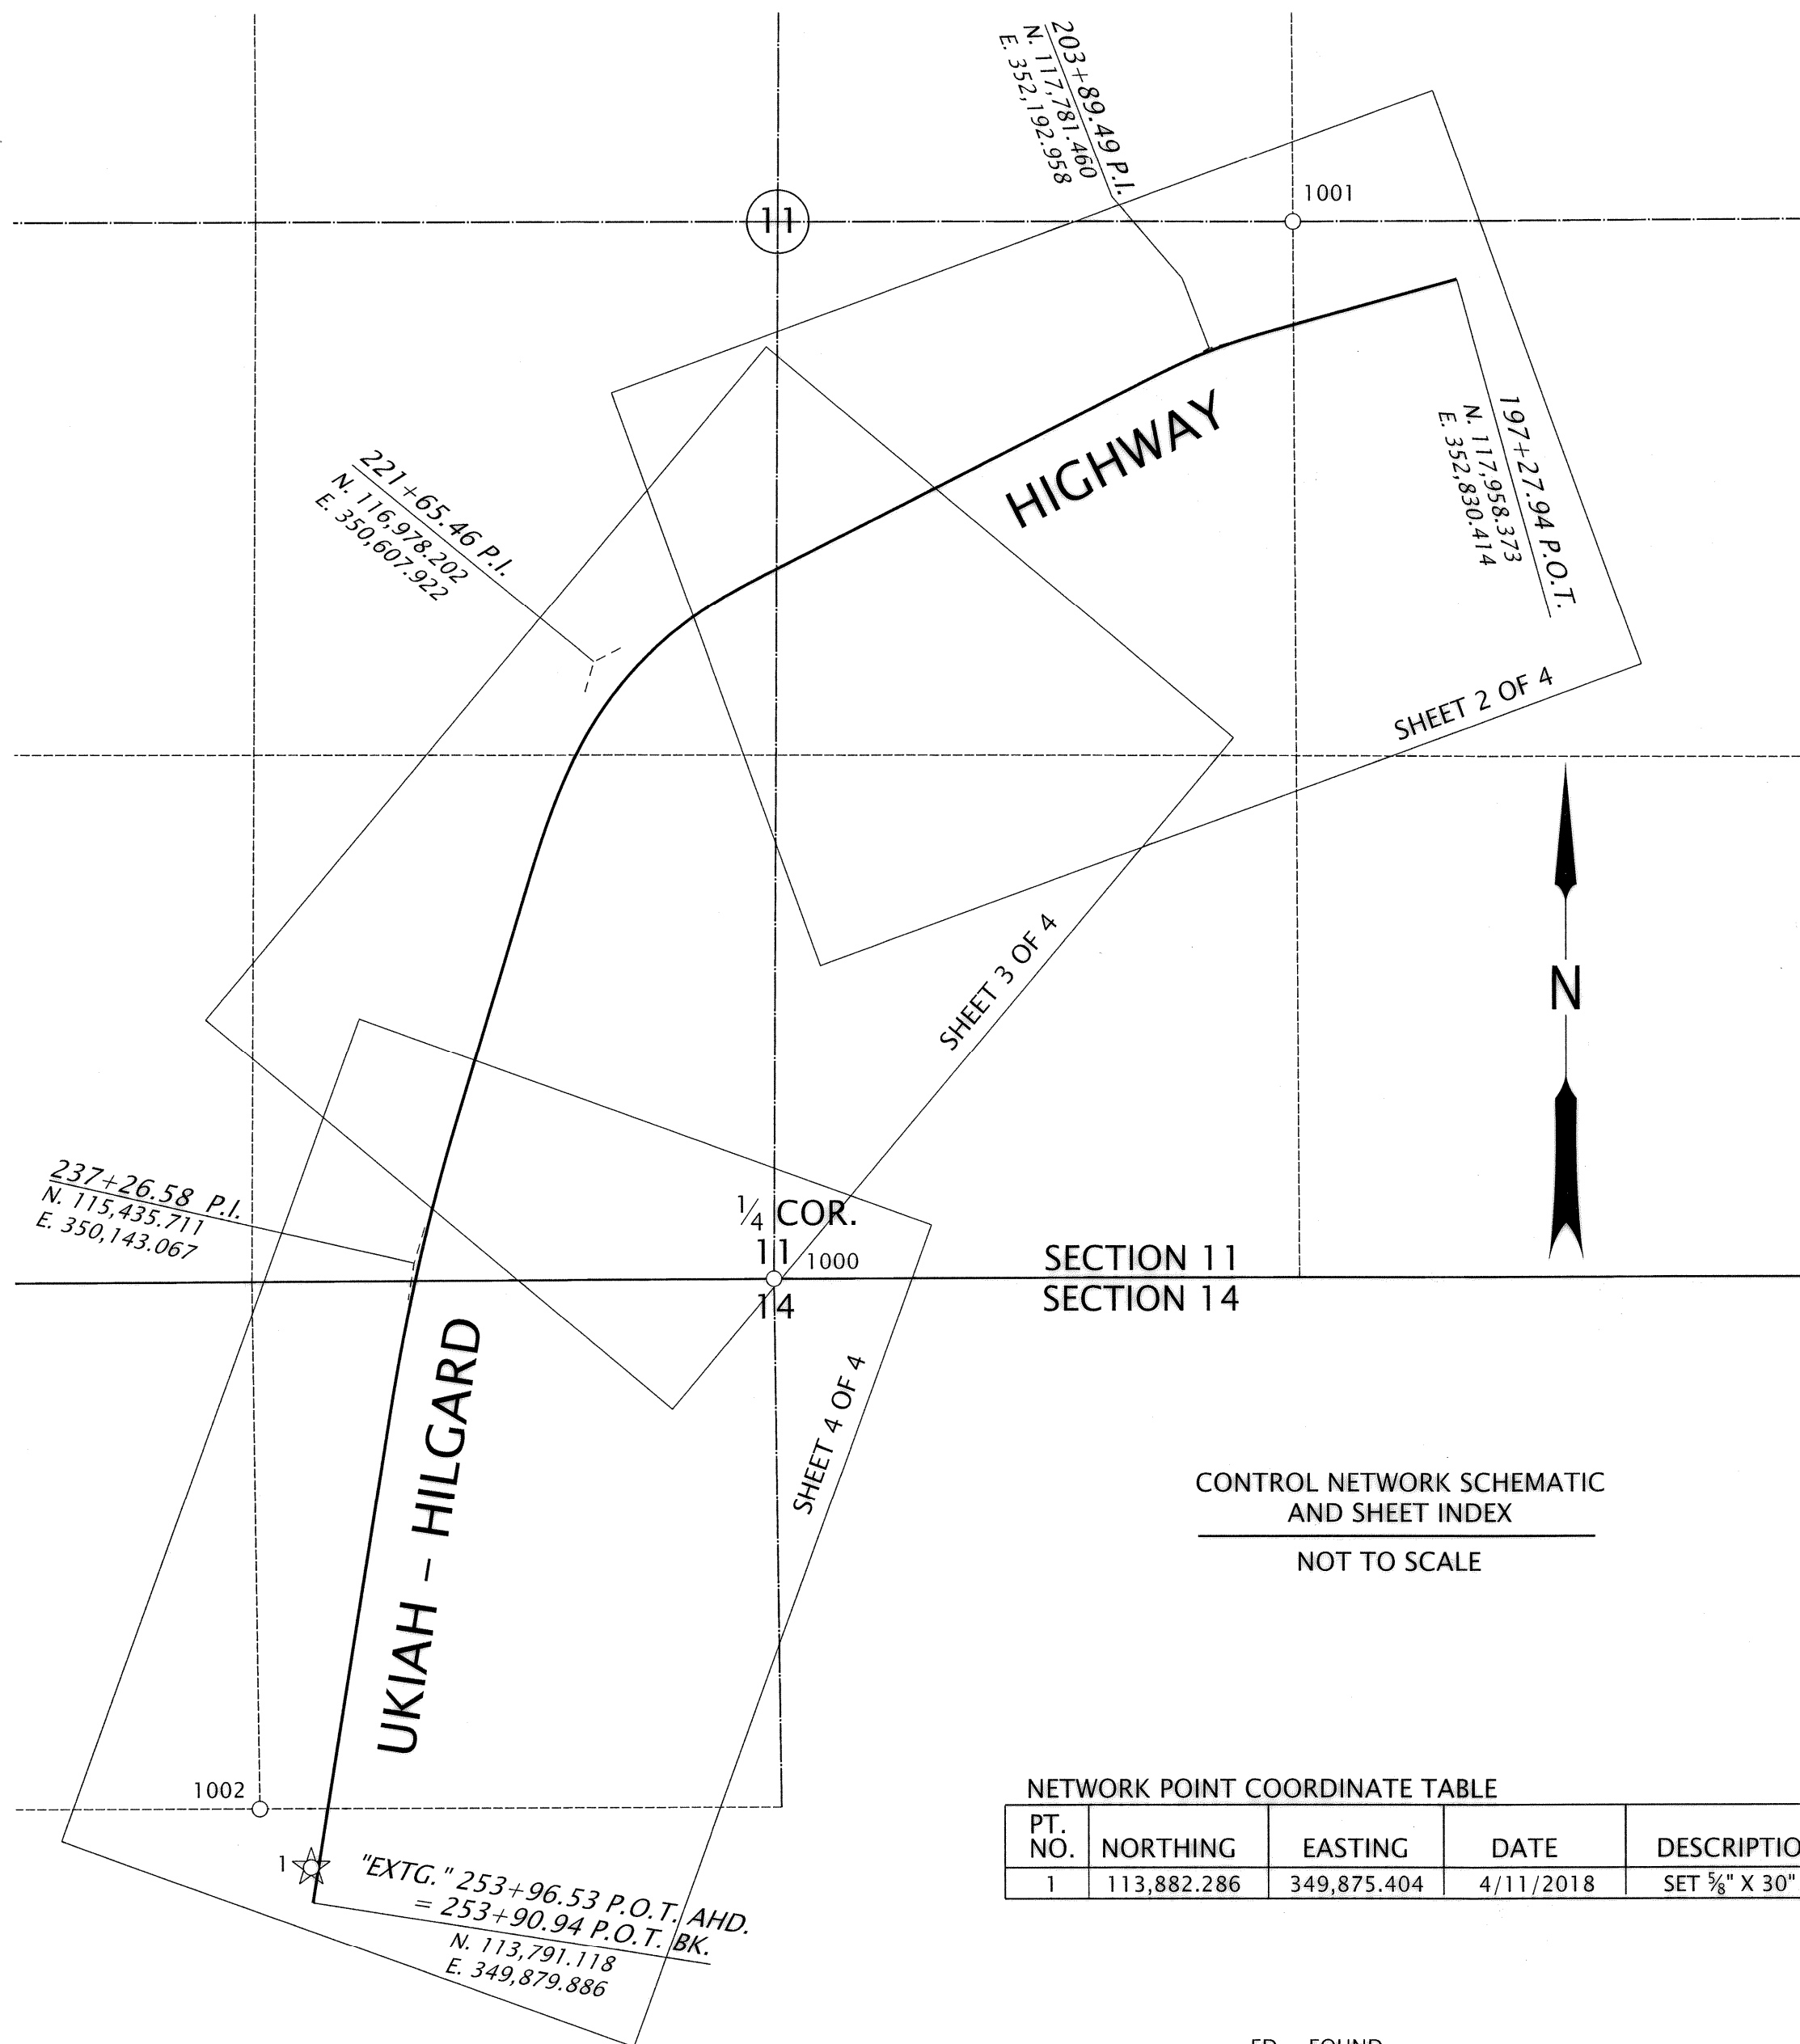 203+89.49 P.I.
N. 117,781.460
E. 352,192.958
11
1001
197+27.94 P.O.T.
N. 117,958.373
E. 352,830.414
HIGHWAY
221+65.46 P.I.
N. 116,978.202
E. 350,607.922
SHEET 2 OF 4
SHEET 3 OF 4
N
237+26.58 P.I.
N. 115,435.711
E. 350,143.067
¼ COR.
11 1000
14
SECTION 11
SECTION 14
UKIAH – HILGARD
SHEET 4 OF 4
CONTROL NETWORK SCHEMATIC
AND SHEET INDEX
NOT TO SCALE
1002
1
"EXTG." 253+96.53 P.O.T. AHD.
= 253+90.94 P.O.T. BK.
N. 113,791.118
E. 349,879.886
NETWORK POINT COORDINATE TABLE
PT.
NO. NORTHING EASTING DATE DESCRIPTIO
1 113,882.286 349,875.404 4/11/2018 SET ⅝" X 30"